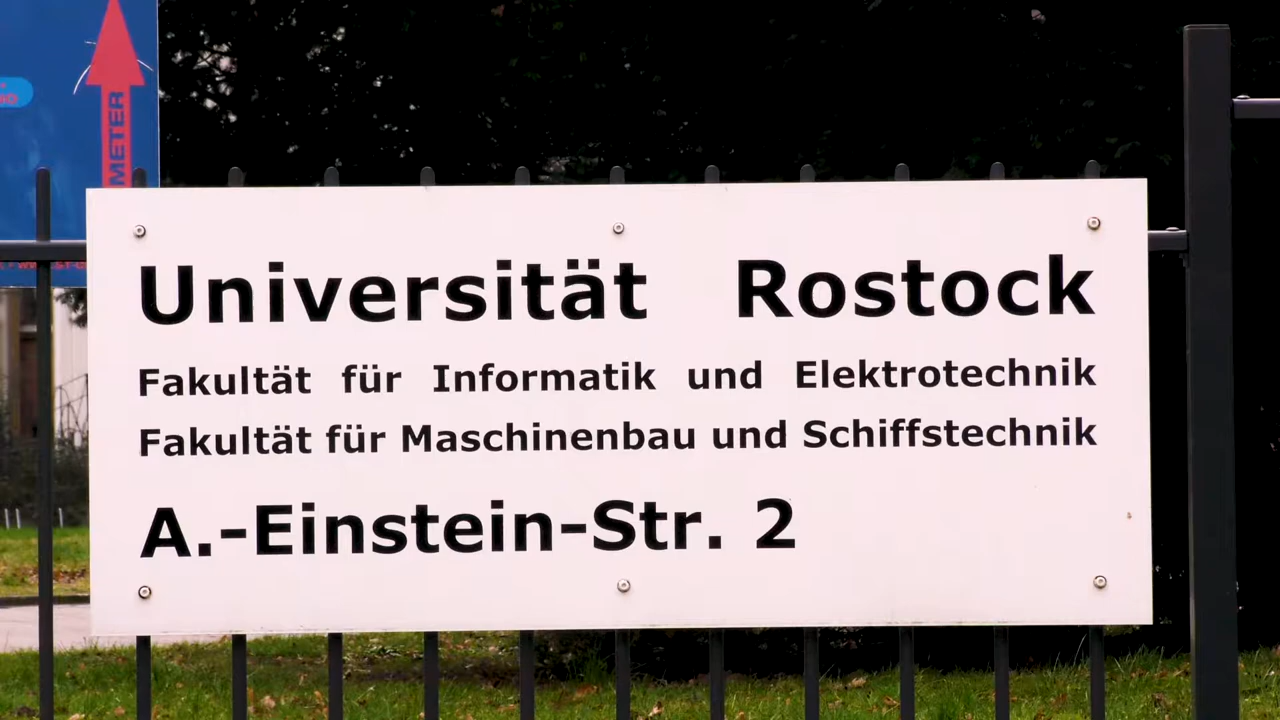 METER
Universität Rostock
Fakultät für Informatik und Elektrotechnik
Fakultät für Maschinenbau und Schiffstechnik
A.-Einstein-Str. 2